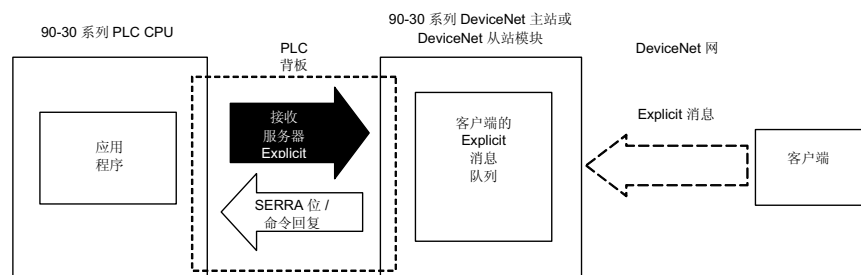 90-30 系列 PLC CPU
PLC
背板
90-30 系列 DeviceNet 主站或
DeviceNet 从站模块
DeviceNet 网
应用
程序
接收
服务器
Explicit
SERRA 位 /
命令回复
客户端的
Explicit
消息
队列
Explicit 消息
客户端